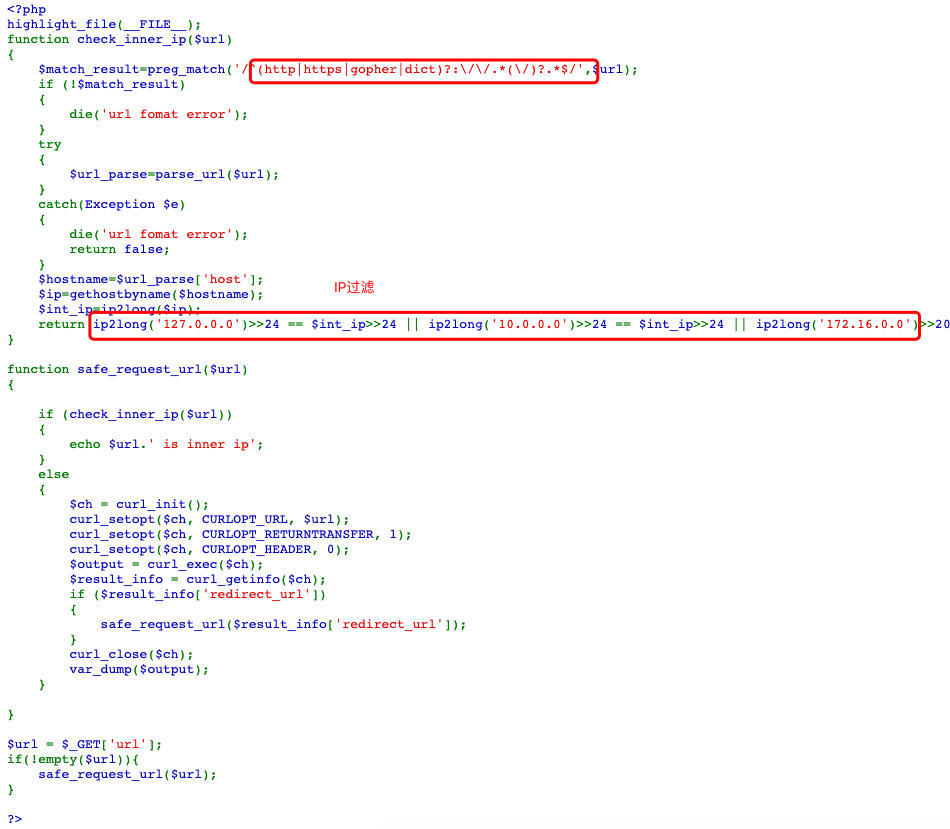 <?php
highlight_file(__FILE__);
function check_inner_ip($url)
{
    $match_result=preg_match('/^(http|https|gopher|dict)?:\/\/.*(\/)?.*$/',$url);
    if (!$match_result)
    {
        die('url fomat error');
    }
    try
    {
        $url_parse=parse_url($url);
    }
    catch(Exception $e)
    {
        die('url fomat error');
        return false;
    }
    $hostname=$url_parse['host'];
IP过滤
    $ip=gethostbyname($hostname);
    $int_ip=ip2long($ip);
    return ip2long('127.0.0.0')>>24 == $int_ip>>24 || ip2long('10.0.0.0')>>24 == $int_ip>>24 || ip2long('172.16.0.0')>>20
}
function safe_request_url($url)
{
    if (check_inner_ip($url))
    {
        echo $url.' is inner ip';
    }
    else
    {
        $ch = curl_init();
        curl_setopt($ch, CURLOPT_URL, $url);
        curl_setopt($ch, CURLOPT_RETURNTRANSFER, 1);
        curl_setopt($ch, CURLOPT_HEADER, 0);
        $output = curl_exec($ch);
        $result_info = curl_getinfo($ch);
        if ($result_info['redirect_url'])
        {
            safe_request_url($result_info['redirect_url']);
        }
        curl_close($ch);
        var_dump($output);
    }
}
$url = $_GET['url'];
if(!empty($url)){
    safe_request_url($url);
}
?>